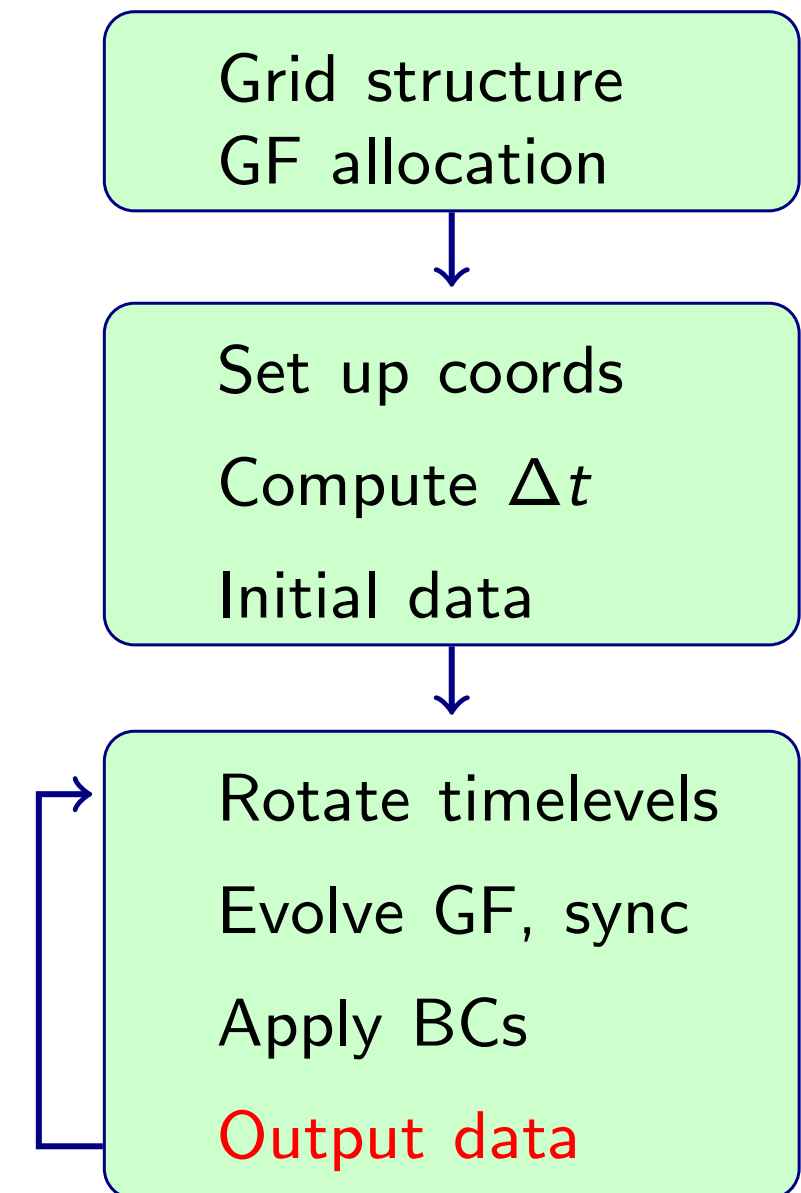 Grid structure
GF allocation
Set up coords
Compute Δt
Initial data
Rotate timelevels
Evolve GF, sync
Apply BCs
Output data